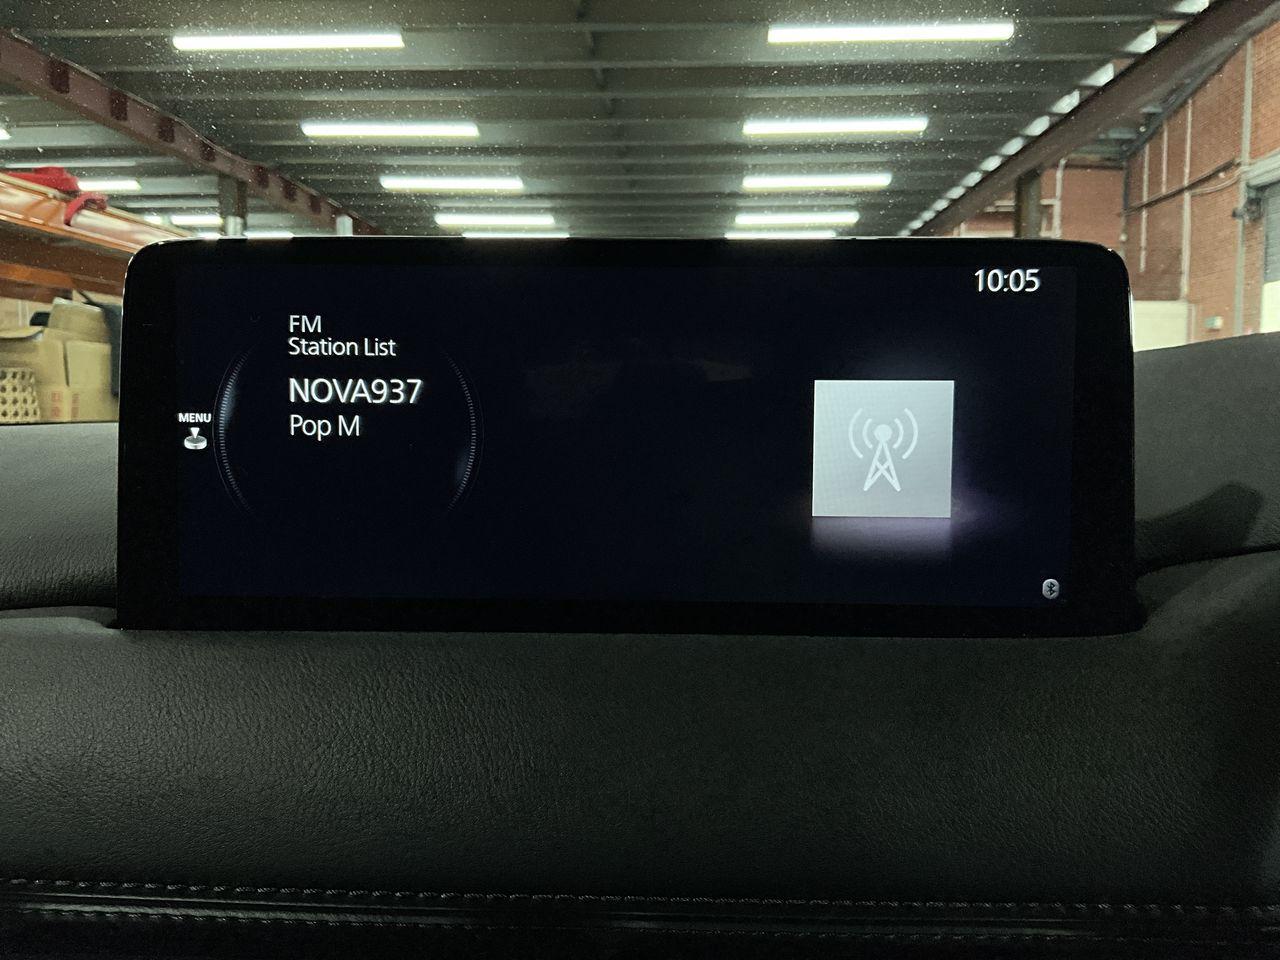 10:05
FM
Station List
NOVA937
Pop M
MENU